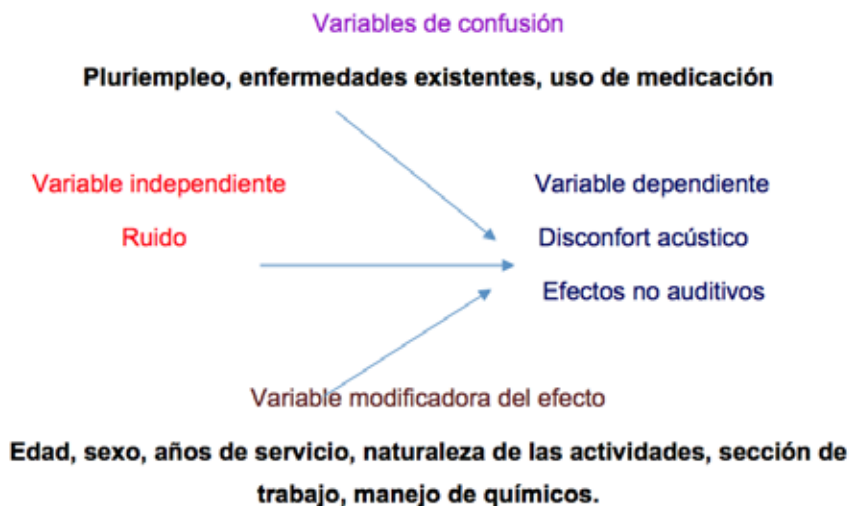 Variables de confusión
Pluriempleo, enfermedades existentes, uso de medicación
Variable independiente
Ruido
Variable dependiente
Disconfort acústico
Efectos no auditivos
Variable modificadora del efecto
Edad, sexo, años de servicio, naturaleza de las actividades, sección de
trabajo, manejo de químicos.